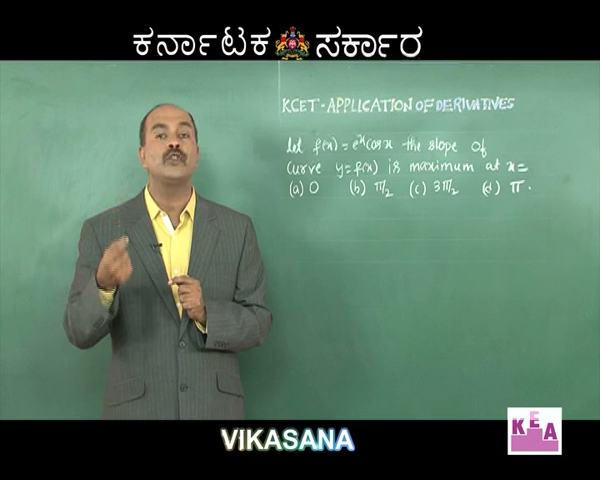 ಕರ್ನಾಟಕ ಸರ್ಕಾರ
KCET-APPLICATION OF DERIVATIVES
let f(x) = eˣ cos x the slope of
curve y=f(x) is maximum at x=
(a) 0 (b) π/2 (c) 3π/2 (d) π.
KEA
VIKASANA